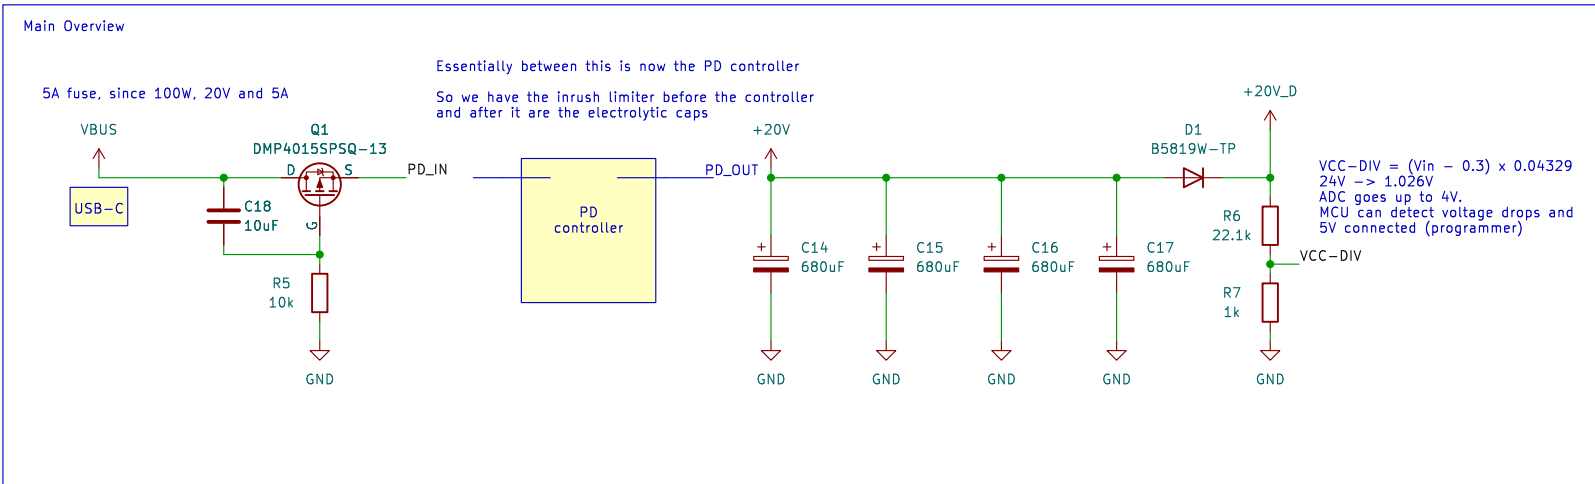 Main Overview
Essentially between this is now the PD controller
5A fuse, since 100W, 20V and 5A
So we have the inrush limiter before the controller
and after it are the electrolytic caps
VBUS
Q1
DMP4015SPSQ-13
D
S
G
PD_IN
USB-C
C18
10uF
R5
10k
GND
PD
controller
PD_OUT
+20V
C14
680uF
GND
C15
680uF
GND
C16
680uF
GND
C17
680uF
GND
D1
B5819W-TP
+20V_D
R6
22.1k
VCC-DIV
R7
1k
GND
VCC-DIV = (Vin - 0.3) x 0.04329
24V -> 1.026V
ADC goes up to 4V.
MCU can detect voltage drops and
5V connected (programmer)